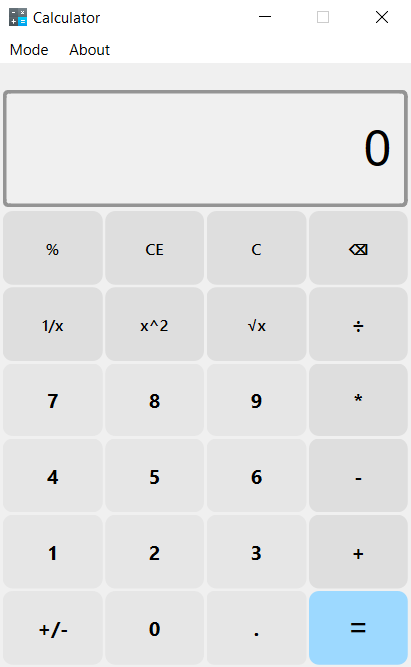 Calculator
Mode About
0
% CE C ⌫
1/x x^2 √x ÷
7 8 9 *
4 5 6 -
1 2 3 +
+/- 0 . =